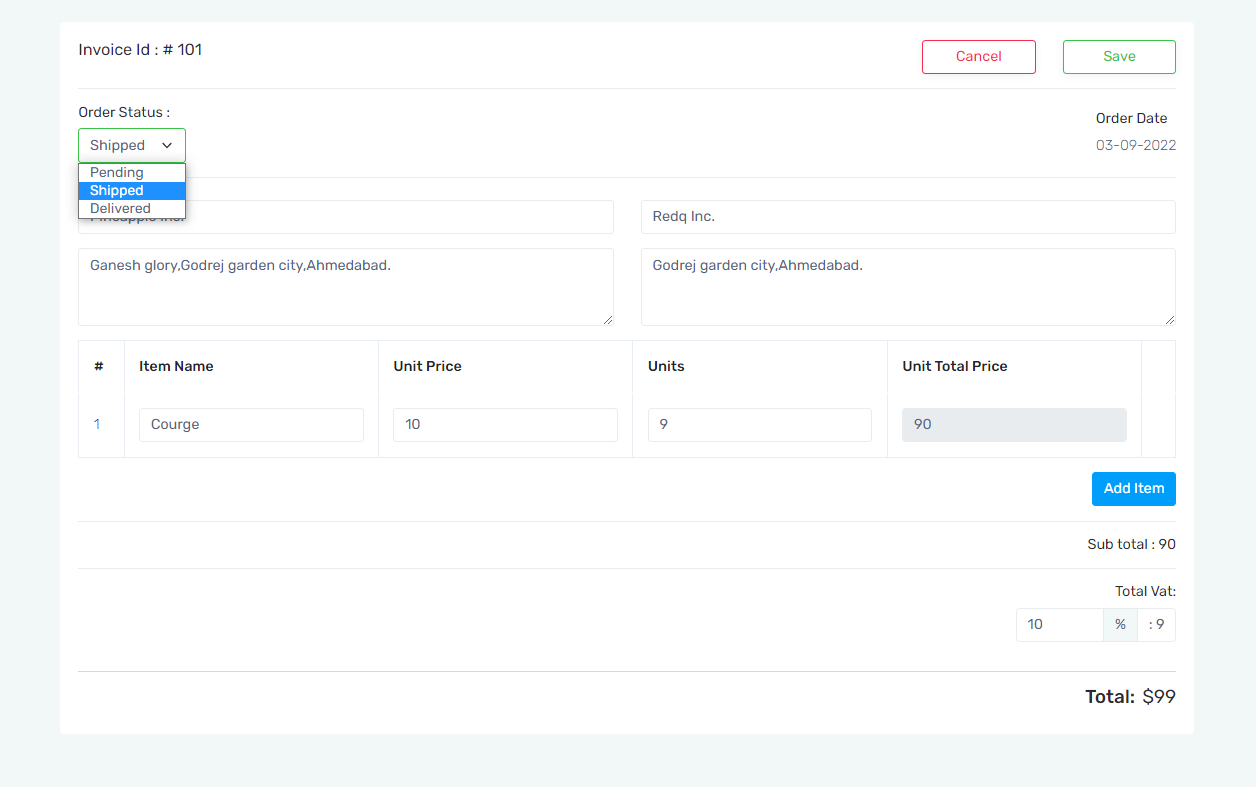 Invoice Id : # 101
Cancel
Save
Order Status :
Order Date
Shipped
03-09-2022
Pending
Shipped
Delivered
Redq Inc.
Ganesh glory,Godrej garden city,Ahmedabad.
Godrej garden city,Ahmedabad.
# Item Name Unit Price Units Unit Total Price
1 Courge 10 9 90
Add Item
Sub total : 90
Total Vat:
10 % : 9
Total: $99